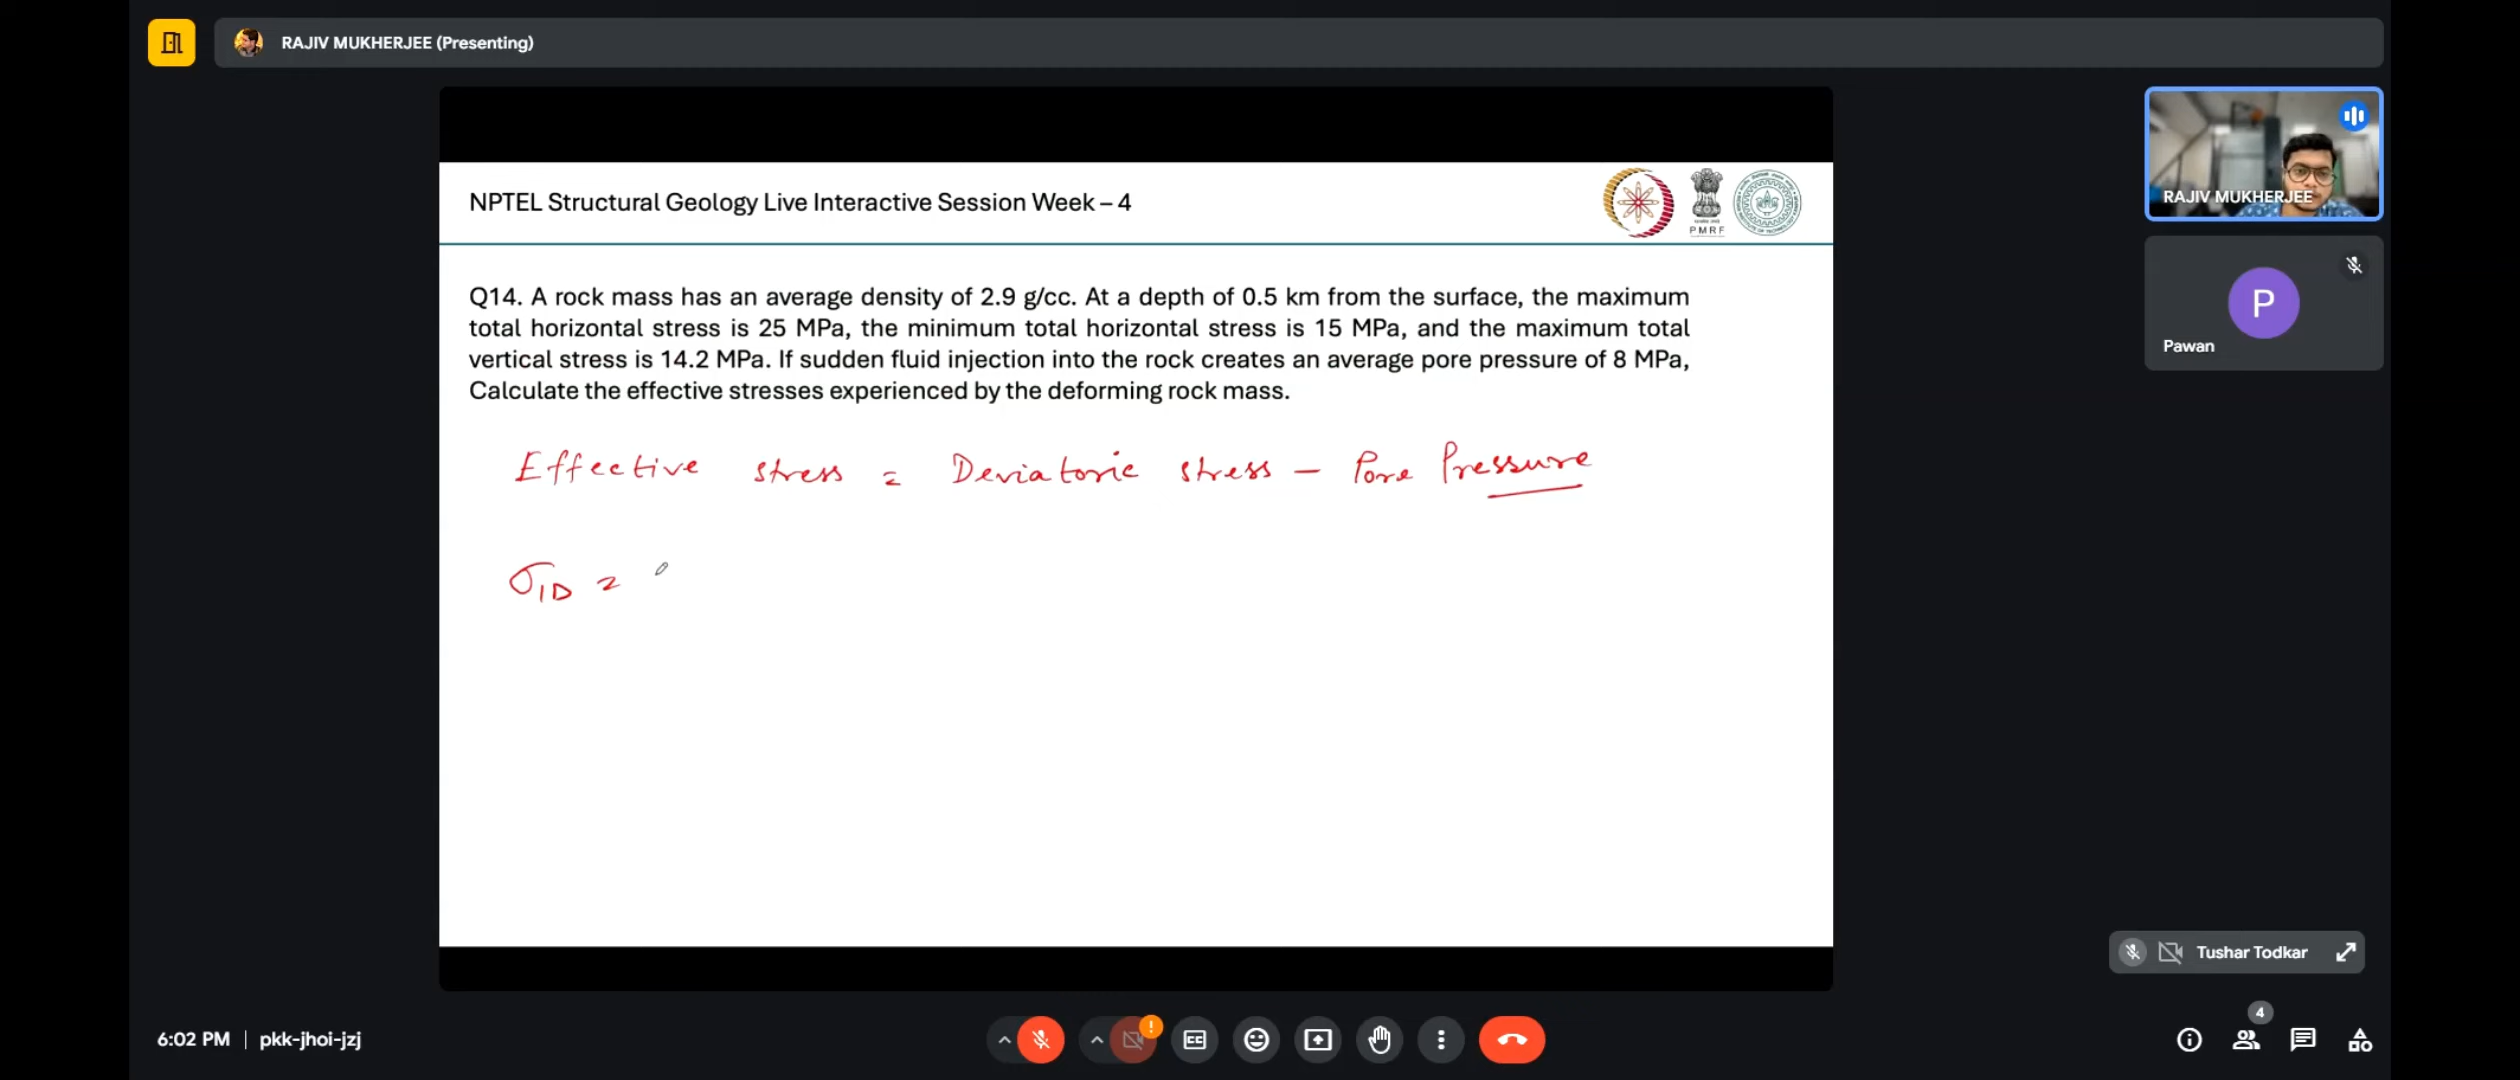 RAJIV MUKHERJEE (Presenting)
NPTEL Structural Geology Live Interactive Session Week – 4
PMRF
RAJIV MUKHERJEE
Q14. A rock mass has an average density of 2.9 g/cc. At a depth of 0.5 km from the surface, the maximum
total horizontal stress is 25 MPa, the minimum total horizontal stress is 15 MPa, and the maximum total
vertical stress is 14.2 MPa. If sudden fluid injection into the rock creates an average pore pressure of 8 MPa,
Calculate the effective stresses experienced by the deforming rock mass.
P
Pawan
Effective stress = Deviatoric stress – Pore Pressure
σ1D =
Tushar Todkar
6:02 PM | pkk-jhoi-jzj
!
CC
4